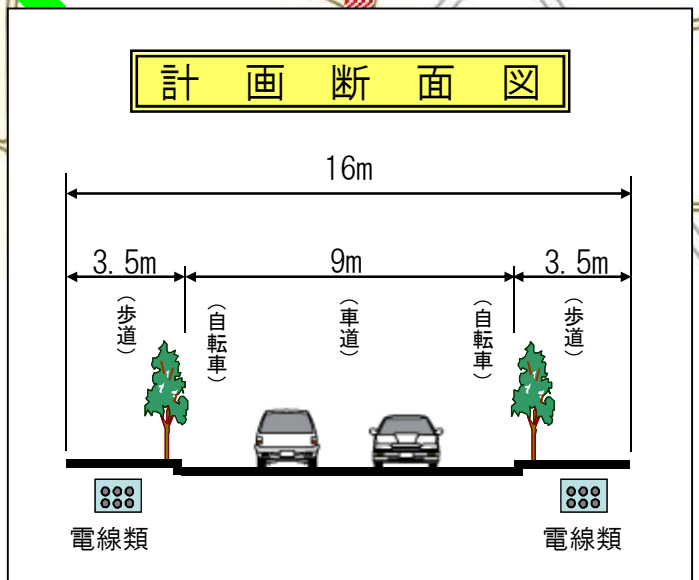 計画断面図
16m
3.5m
9m
3.5m
(歩道)
(自転車)
(車道)
(自転車)
(歩道)
電線類
電線類